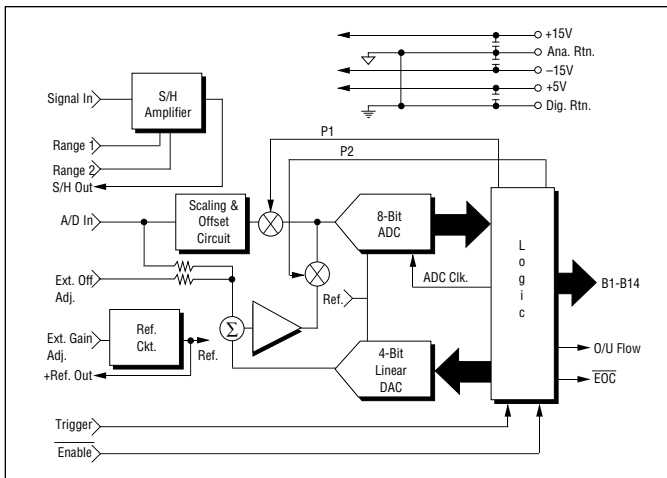 +15V
Ana. Rtn.
–15V
+5V
Dig. Rtn.
Signal In
S/H
Amplifier
Range 1
Range 2
S/H Out
P1
P2
A/D In
Scaling &
Offset
Circuit
8-Bit
ADC
Logic
B1-B14
ADC Clk.
Ext. Off
Adj.
Ref.
Σ
Ext. Gain
Adj.
Ref.
Ckt.
Ref.
+Ref. Out
4-Bit
Linear
DAC
O/U Flow
EOC
Trigger
Enable